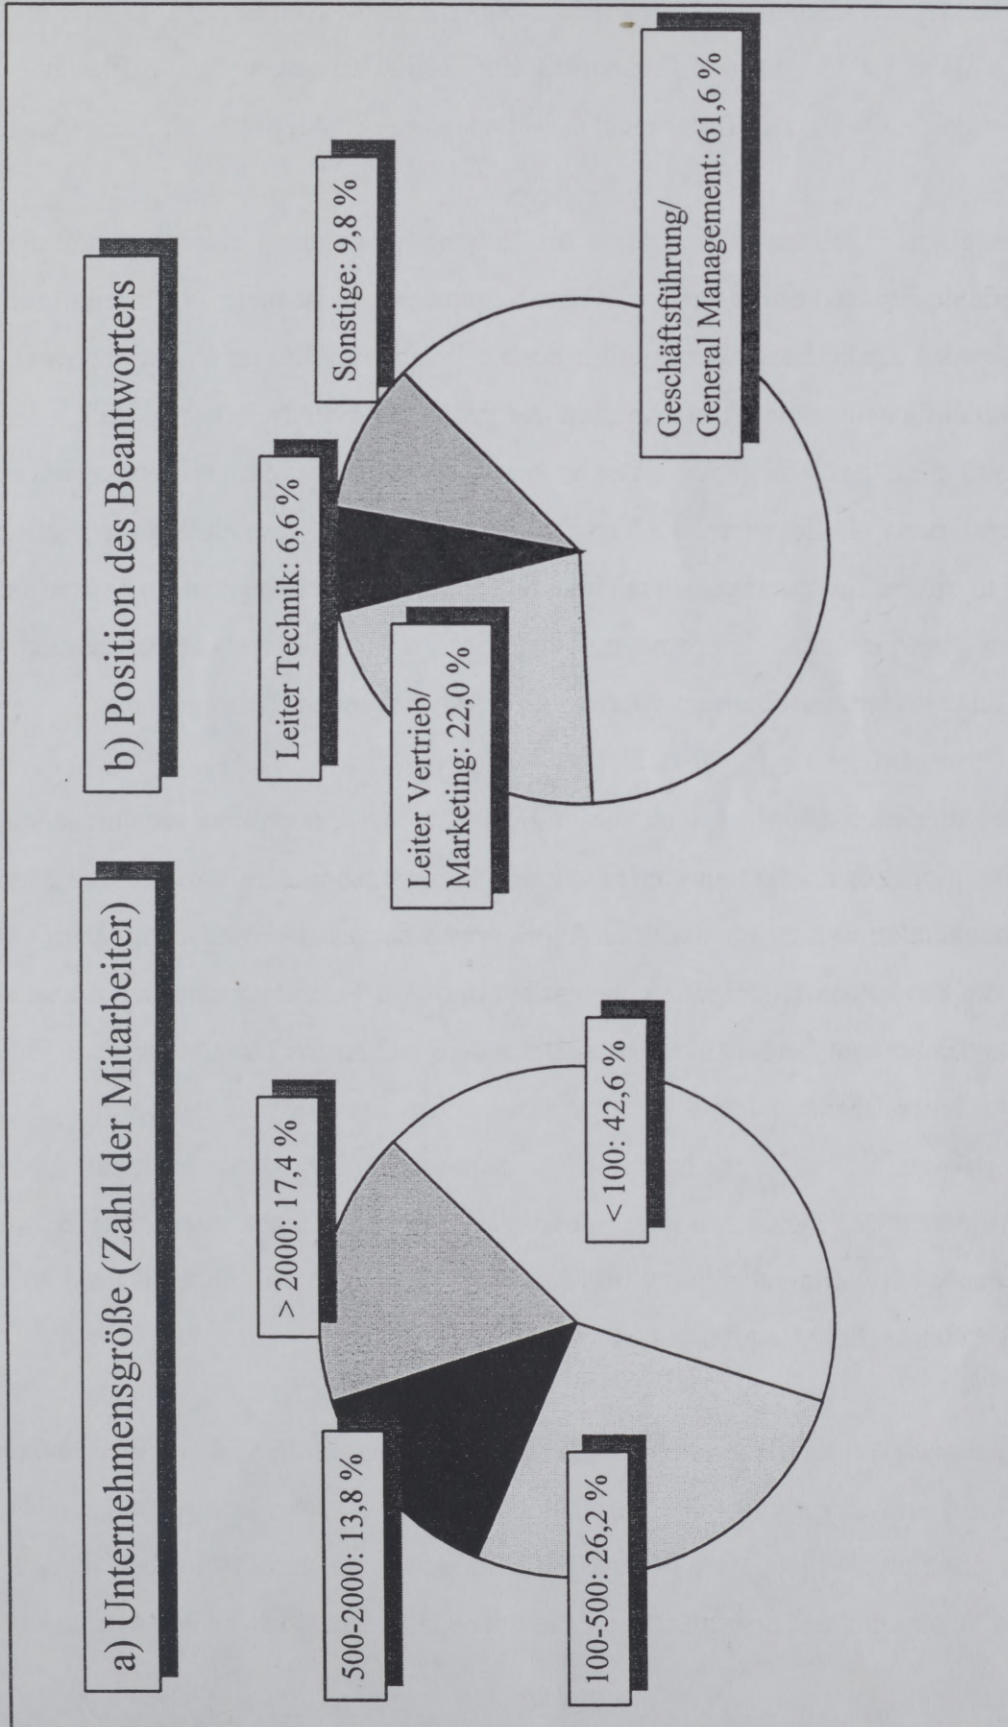 a) Unternehmensgröße (Zahl der Mitarbeiter)
> 2000: 17,4 %
500-2000: 13,8 %
< 100: 42,6 %
100-500: 26,2 %
b) Position des Beantworters
Leiter Technik: 6,6 %
Sonstige: 9,8 %
Leiter Vertrieb/
Marketing: 22,0 %
Geschäftsführung/
General Management: 61,6 %